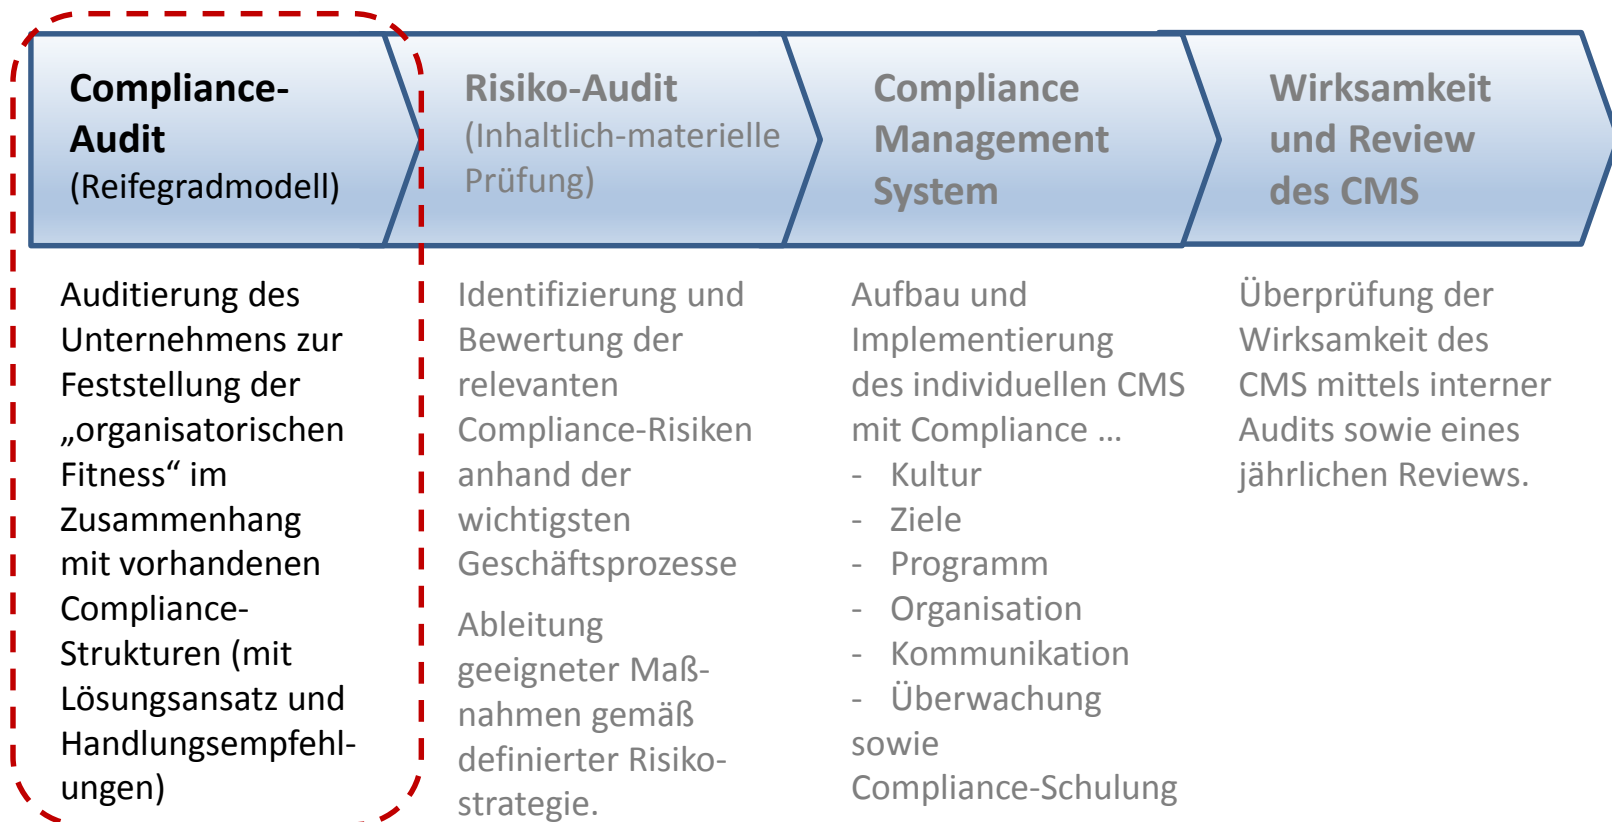 Compliance-
Audit
(Reifegradmodell)
Risiko-Audit
(Inhaltlich-materielle
Prüfung)
Compliance
Management
System
Wirksamkeit
und Review
des CMS
Auditierung des
Unternehmens zur
Feststellung der
„organisatorischen
Fitness“ im
Zusammenhang
mit vorhandenen
Compliance-
Strukturen (mit
Lösungsansatz und
Handlungsempfehl-
ungen)
Identifizierung und
Bewertung der
relevanten
Compliance-Risiken
anhand der
wichtigsten
Geschäftsprozesse
Ableitung
geeigneter Maß-
nahmen gemäß
definierter Risiko-
strategie.
Aufbau und
Implementierung
des individuellen CMS
mit Compliance …
- Kultur
- Ziele
- Programm
- Organisation
- Kommunikation
- Überwachung
sowie
Compliance-Schulung
Überprüfung der
Wirksamkeit des
CMS mittels interner
Audits sowie eines
jährlichen Reviews.